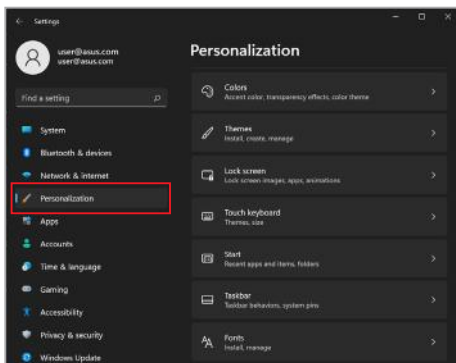 Settings
user@asus.com
user@asus.com
Find a setting
System
Bluetooth & devices
Network & internet
Personalization
Apps
Accounts
Time & language
Gaming
Accessibility
Privacy & security
Windows Update
Personalization
Colors
Accent color, transparency effects, color theme
Themes
Install, create, manage
Lock screen
Lock screen images, apps, animations
Touch keyboard
Themes, size
Start
Recent apps and items, folders
Taskbar
Taskbar behaviors, system pins
Fonts
Install, manage